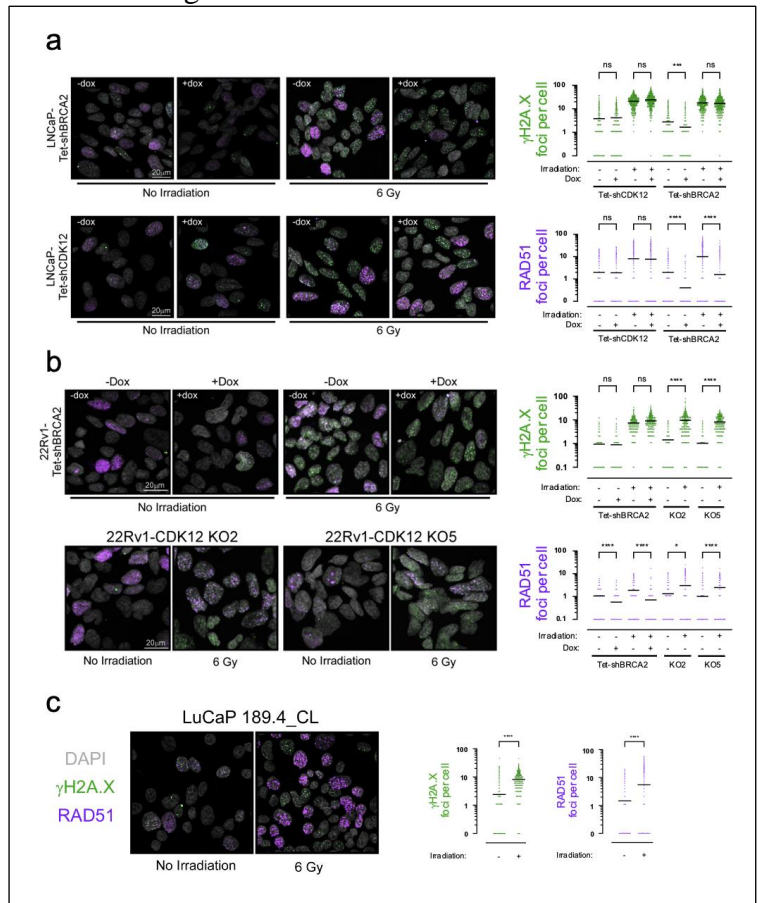 a
-dox
+dox
-dox
+dox
LNCaP-
Tet-shBRCA2
20μm
No Irradiation
6 Gy
-dox
+dox
-dox
+dox
LNCaP-
Tet-shCDK12
20μm
No Irradiation
6 Gy
ns ns *** ns
γH2A.X
foci per cell
100
10
1
0
Irradiation: - - + + - - + +
Dox: - + - + - + - +
Tet-shCDK12 Tet-shBRCA2
ns ns **** ****
RAD51
foci per cell
100
10
1
0
Irradiation: - - + + - - + +
Dox: - + - + - + - +
Tet-shCDK12 Tet-shBRCA2
b
-Dox +Dox -Dox +Dox
-dox
+dox
-dox
+dox
22Rv1-
Tet-shBRCA2
20μm
No Irradiation
6 Gy
22Rv1-CDK12 KO2 22Rv1-CDK12 KO5
20μm
No Irradiation 6 Gy No Irradiation 6 Gy
ns ns **** ****
γH2A.X
foci per cell
100
10
1
0.1
Irradiation: - - + + - + - +
Dox: - + - +
Tet-shBRCA2 KO2 KO5
**** **** * ****
RAD51
foci per cell
100
10
1
0.1
Irradiation: - - + + - + - +
Dox: - + - +
Tet-shBRCA2 KO2 KO5
c
LuCaP 189.4_CL
DAPI
γH2A.X
RAD51
No Irradiation 6 Gy
****
γH2A.X
foci per cell
100
10
1
0
Irradiation: - +
****
RAD51
foci per cell
100
10
1
0
Irradiation: - +